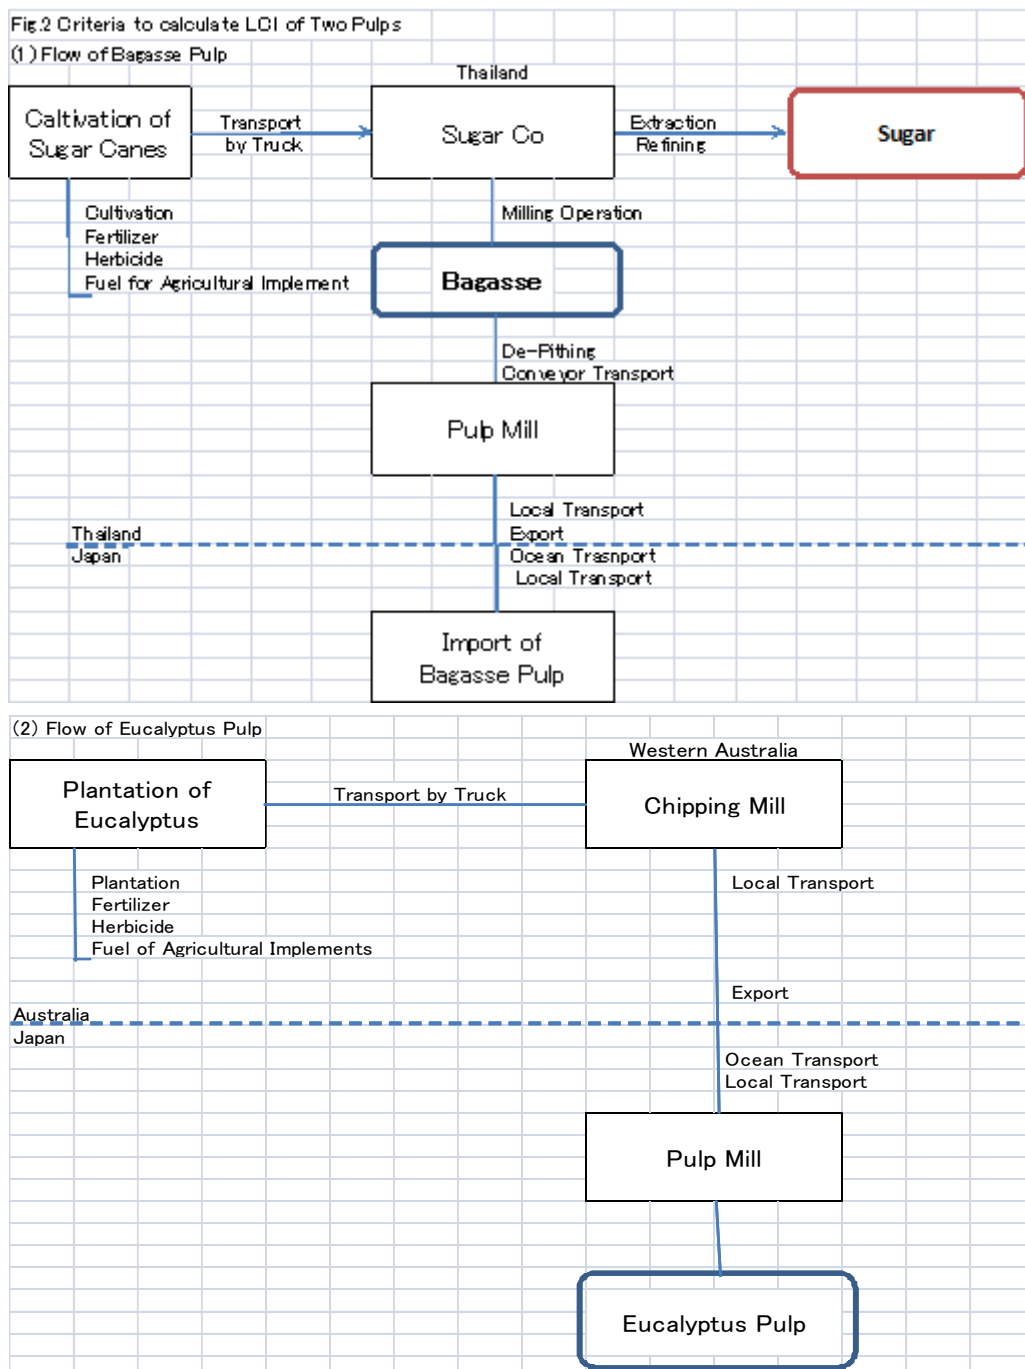 Fig.2 Criteria to calculate LCI of Two Pulps
(1) Flow of Bagasse Pulp
Thailand
Caltivation of
Sugar Canes
Transport
by Truck
Sugar Co
Extraction
Refining
Sugar
Cultivation
Fertilizer
Herbicide
Fuel for Agricultural Implement
Milling Operation
Bagasse
De-Pithing
Conveyor Transport
Pulp Mill
Local Transport
Export
Thailand
Japan
Ocean Trasnport
Local Transport
Import of
Bagasse Pulp
(2) Flow of Eucalyptus Pulp
Western Australia
Plantation of
Eucalyptus
Transport by Truck
Chipping Mill
Plantation
Fertilizer
Herbicide
Fuel of Agricultural Implements
Local Transport
Export
Australia
Japan
Ocean Transport
Local Transport
Pulp Mill
Eucalyptus Pulp